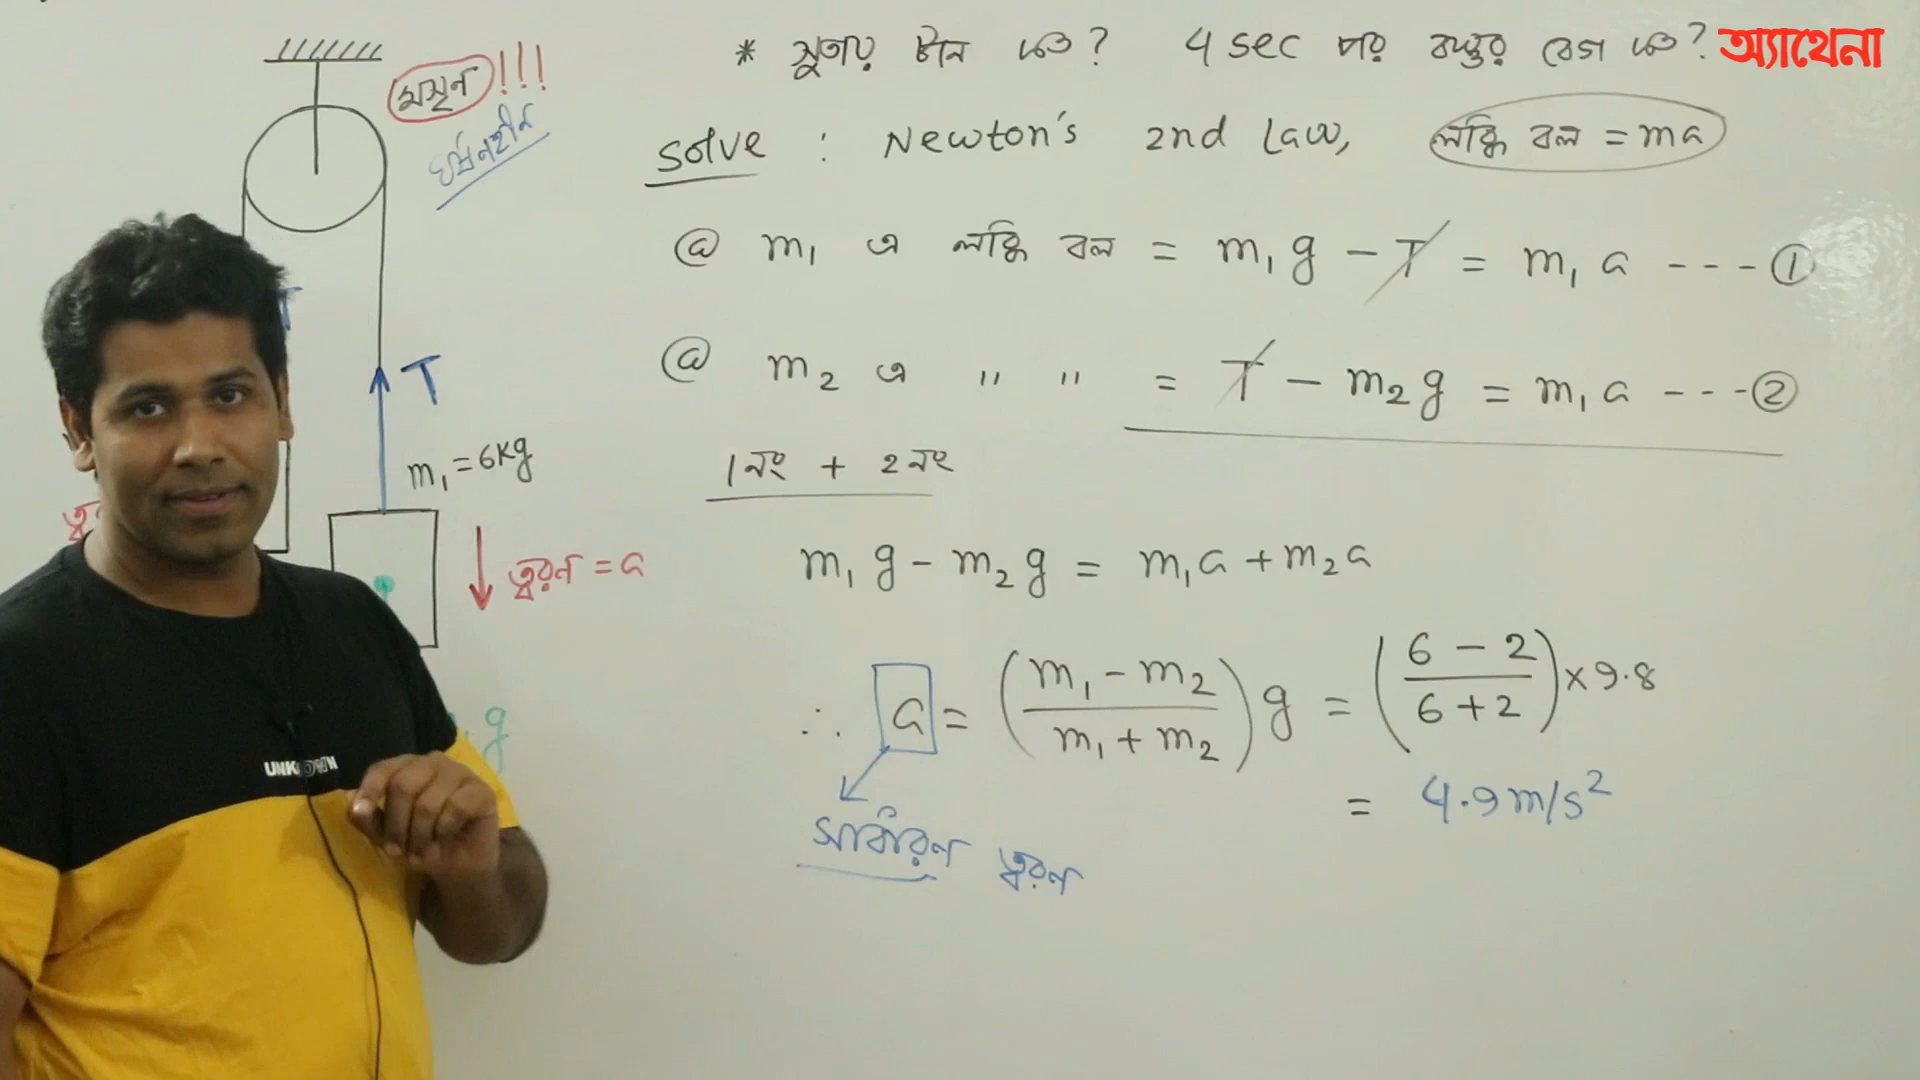 * সুতায় টান কত? 4 sec পর বস্তুর বেগ কত?
অ্যাথেনা
মসৃন !!!
ঘর্ষনহীন
Solve : Newton's 2nd Law, লব্ধি বল = ma
@ m₁ এ লব্ধি বল = m₁g - T = m₁a --- ①
@ m₂ এ " " = T - m₂g = m₁a --- ②
1নং + 2নং
m₁g - m₂g = m₁a + m₂a
∴ a = (m₁ - m₂ / m₁ + m₂) g = (6 - 2 / 6 + 2) × 9.8
= 4.9 m/s²
সাধারণ ত্বরণ
T
T
m₁ = 6kg
ত্বরণ = a
g
UNKNOWN